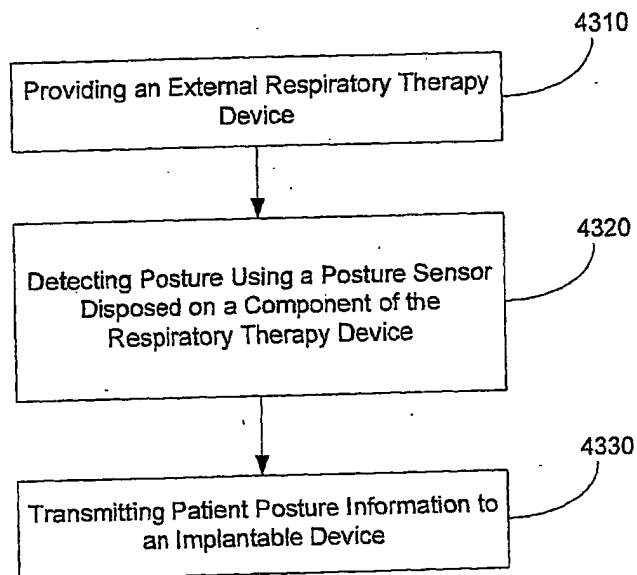 4310
Providing an External Respiratory Therapy
Device
4320
Detecting Posture Using a Posture Sensor
Disposed on a Component of the
Respiratory Therapy Device
4330
Transmitting Patient Posture Information to
an Implantable Device